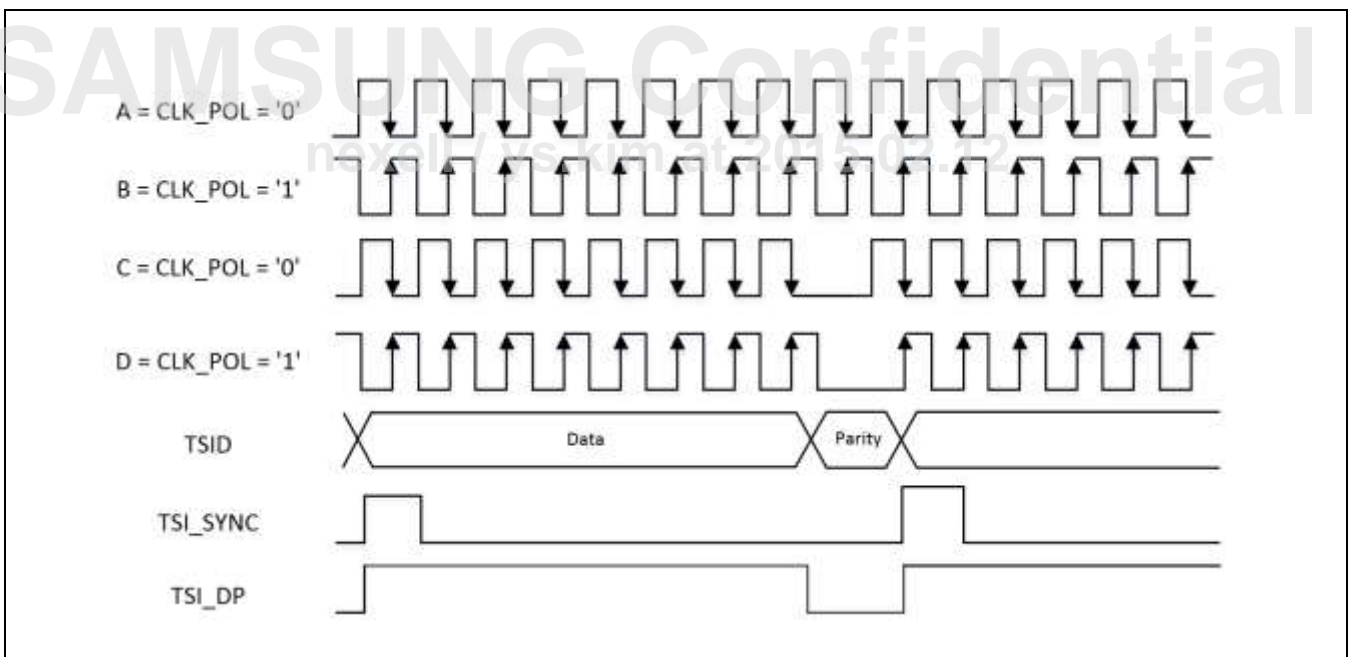 SAMSUNG Confidential
A = CLK_POL = '0'
nexell / ys.kim at 2015.02.12
B = CLK_POL = '1'
C = CLK_POL = '0'
D = CLK_POL = '1'
TSID
Data
Parity
TSI_SYNC
TSI_DP